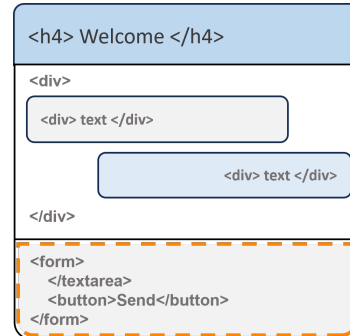 <h4> Welcome </h4>
<div>
<div> text </div>
<div> text </div>
</div>
<form>
</textarea>
<button>Send</button>
</form>